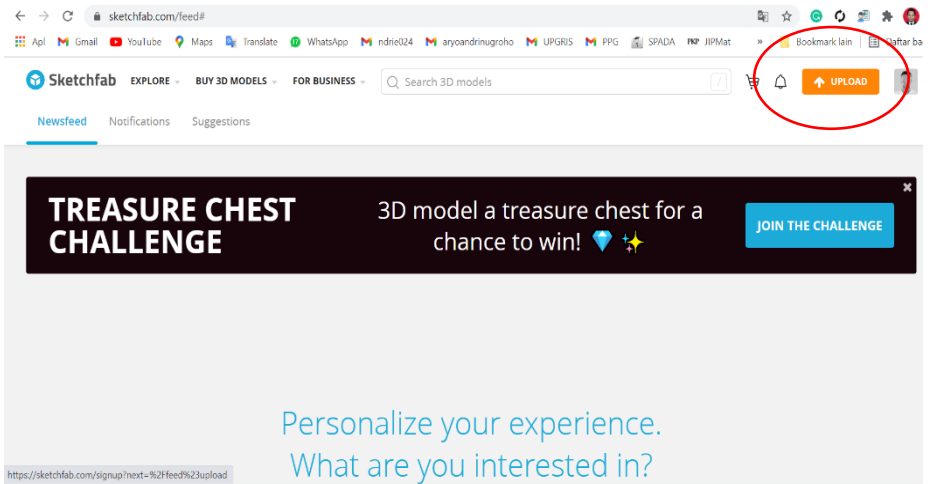 sketchfab.com/feed#
Apl Gmail YouTube Maps Translate WhatsApp ndrie024 aryoandrinugroho UPGRIS PPG SPADA PKP JIPMat » Bookmark lain Daftar ba
Sketchfab EXPLORE BUY 3D MODELS FOR BUSINESS Search 3D models / UPLOAD
Newsfeed Notifications Suggestions
TREASURE CHEST
CHALLENGE
3D model a treasure chest for a
chance to win!
JOIN THE CHALLENGE
Personalize your experience.
What are you interested in?
https://sketchfab.com/signup?next=%2Ffeed%23upload